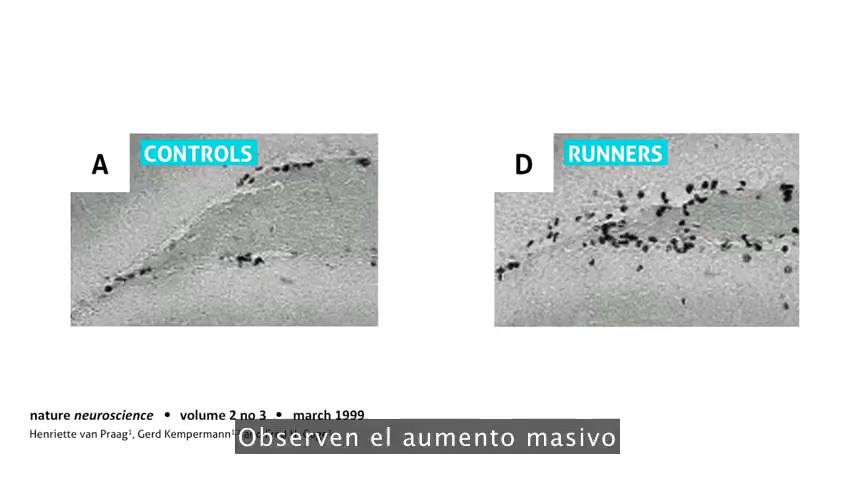 A CONTROLS
D RUNNERS
nature neuroscience • volume 2 no 3 • march 1999
Henriette van Praag¹, Gerd Kempermann¹
Observen el aumento masivo